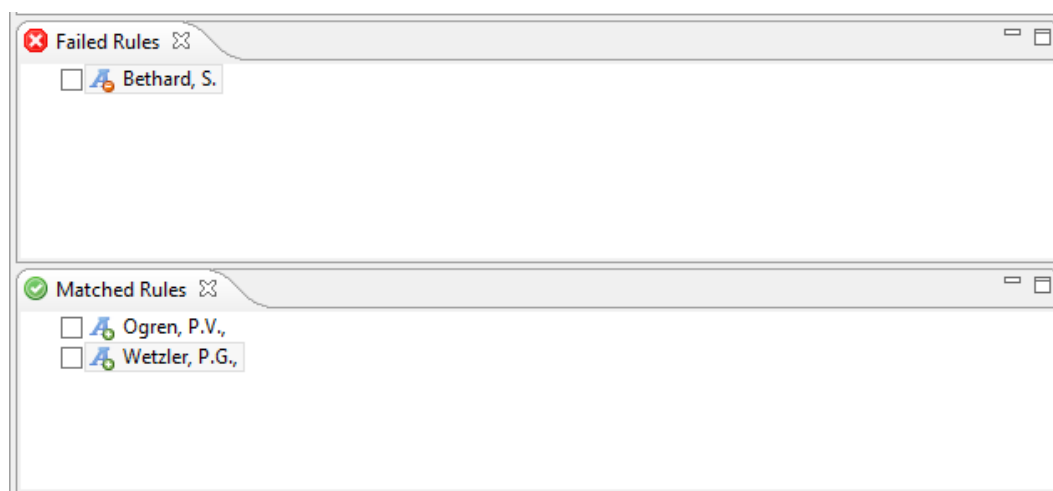 Failed Rules
Bethard, S.
Matched Rules
Ogren, P.V.,
Wetzler, P.G.,